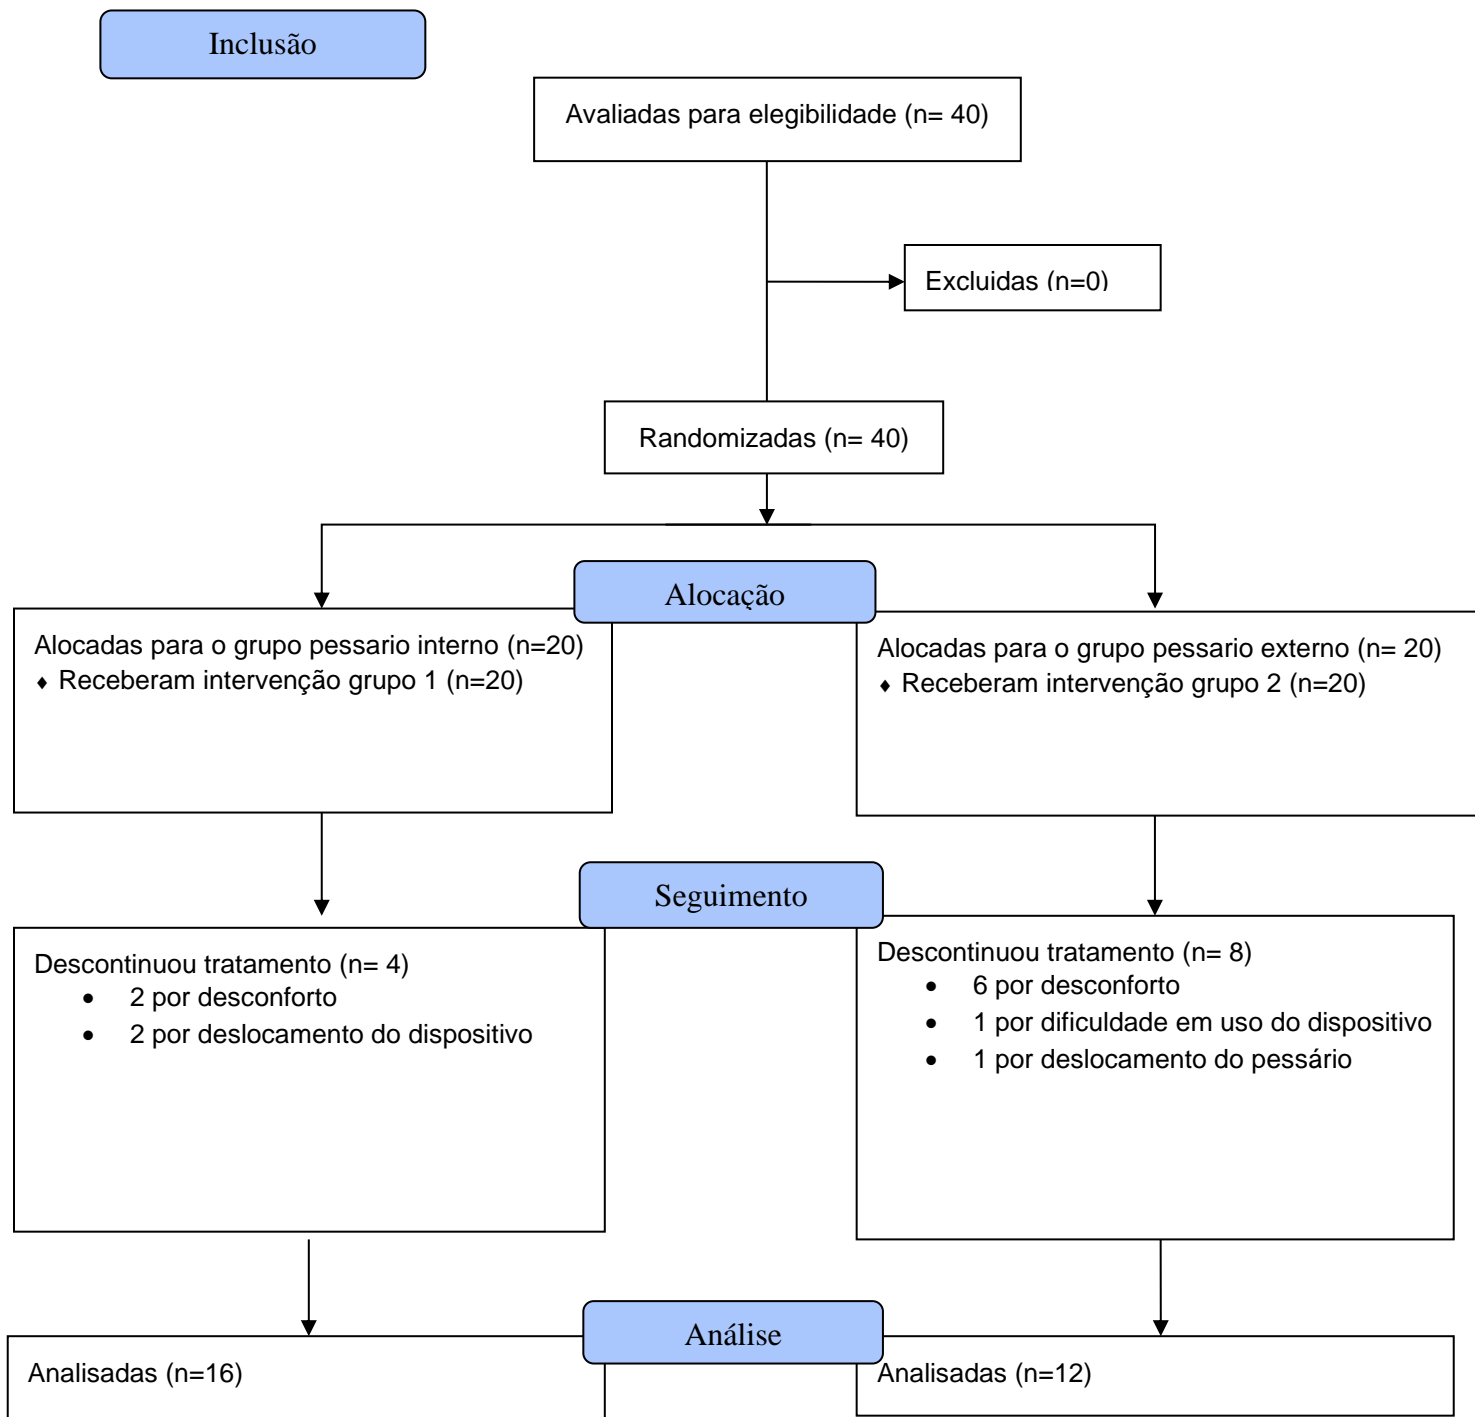 Inclusão
Avaliadas para elegibilidade (n= 40)
Excluidas (n=0)
Randomizadas (n= 40)
Alocação
Alocadas para o grupo pessario interno (n=20)
♦ Receberam intervenção grupo 1 (n=20)
Alocadas para o grupo pessario externo (n= 20)
♦ Receberam intervenção grupo 2 (n=20)
Seguimento
Descontinuou tratamento (n= 4)
• 2 por desconforto
• 2 por deslocamento do dispositivo
Descontinuou tratamento (n= 8)
• 6 por desconforto
• 1 por dificuldade em uso do dispositivo
• 1 por deslocamento do pessário
Análise
Analisadas (n=16)
Analisadas (n=12)